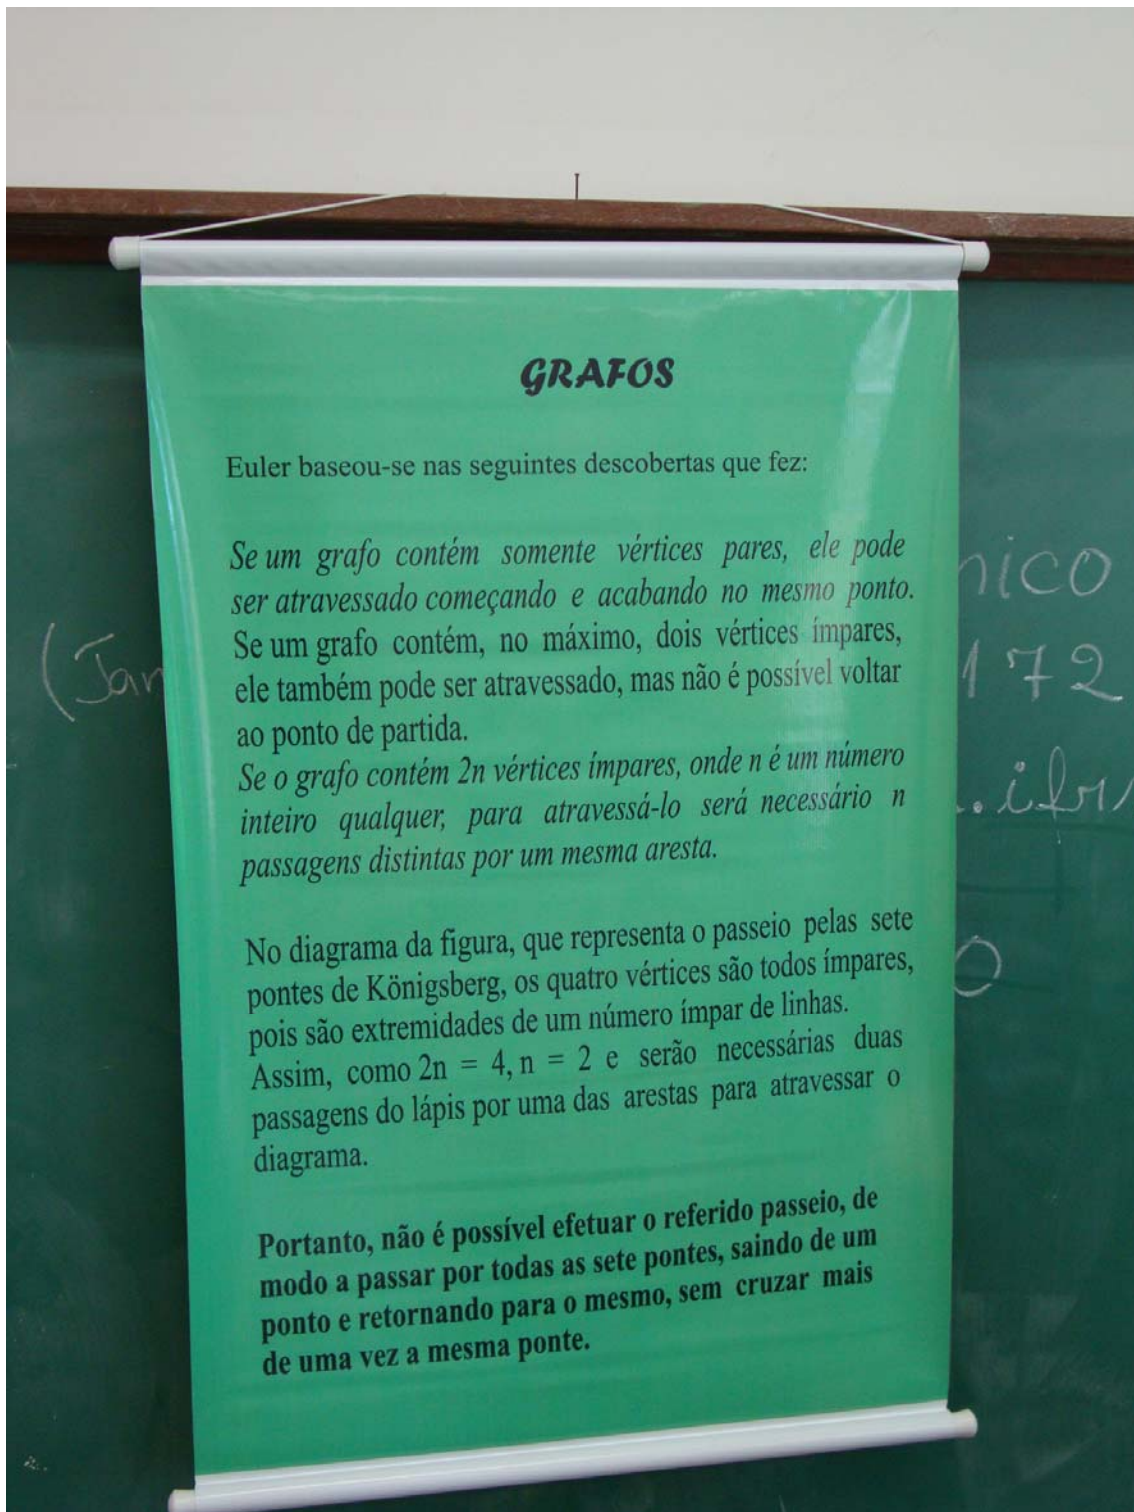 GRAFOS
Euler baseou-se nas seguintes descobertas que fez:
Se um grafo contém somente vértices pares, ele pode
ser atravessado começando e acabando no mesmo ponto.
Se um grafo contém, no máximo, dois vértices ímpares,
ele também pode ser atravessado, mas não é possível voltar
ao ponto de partida.
Se o grafo contém 2n vértices ímpares, onde n é um número
inteiro qualquer, para atravessá-lo será necessário n
passagens distintas por um mesma aresta.
No diagrama da figura, que representa o passeio pelas sete
pontes de Königsberg, os quatro vértices são todos ímpares,
pois são extremidades de um número ímpar de linhas.
Assim, como 2n = 4, n = 2 e serão necessárias duas
passagens do lápis por uma das arestas para atravessar o
diagrama.
Portanto, não é possível efetuar o referido passeio, de
modo a passar por todas as sete pontes, saindo de um
ponto e retornando para o mesmo, sem cruzar mais
de uma vez a mesma ponte.
nico
(Jan
172